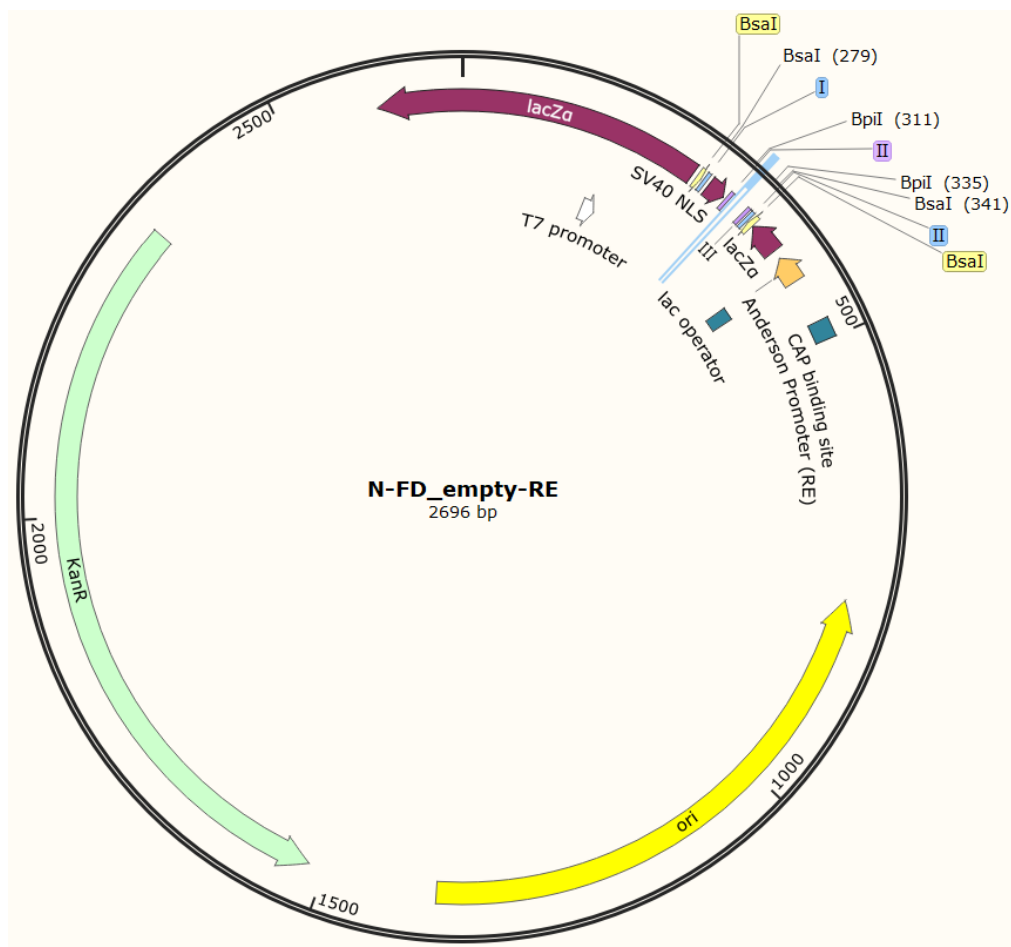 BsaI
BsaI (279)
I
BpiI (311)
II
BpiI (335)
BsaI (341)
II
BsaI
2500
lacZα
SV40 NLS
T7 promoter
III
lacZα
lac operator
Anderson Promoter (RE)
CAP binding site
500
N-FD_empty-RE
2696 bp
2000
KanR
1000
ori
1500